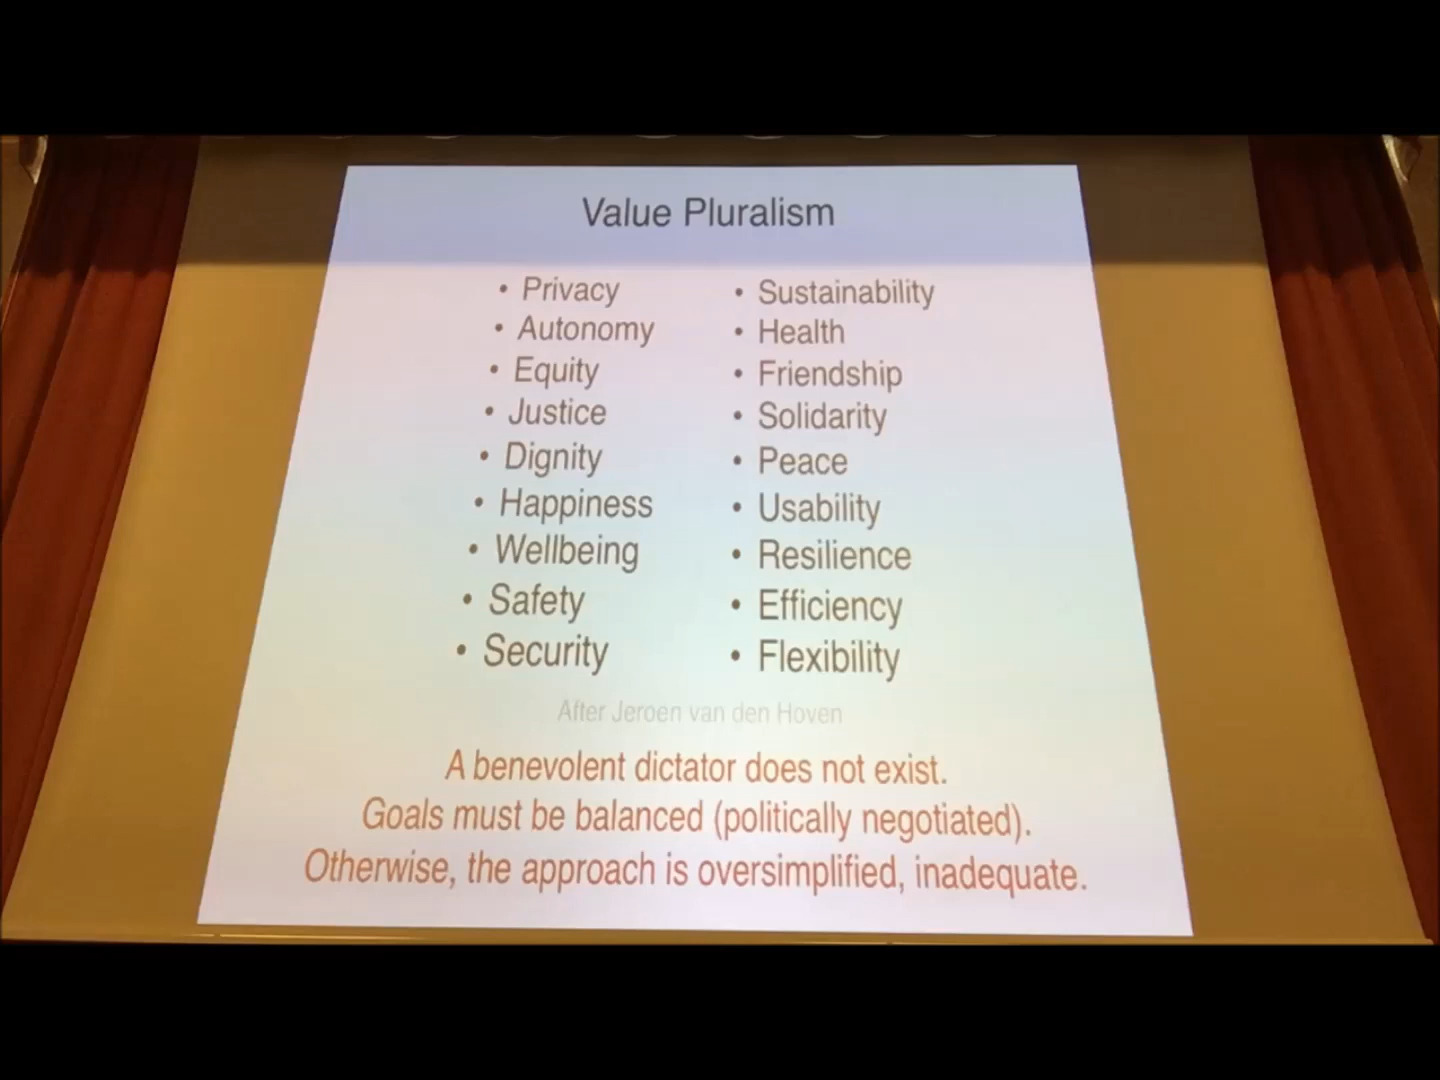 Value Pluralism
• Privacy
• Autonomy
• Equity
• Justice
• Dignity
• Happiness
• Wellbeing
• Safety
• Security
• Sustainability
• Health
• Friendship
• Solidarity
• Peace
• Usability
• Resilience
• Efficiency
• Flexibility
After Jeroen van den Hoven
A benevolent dictator does not exist.
Goals must be balanced (politically negotiated).
Otherwise, the approach is oversimplified, inadequate.